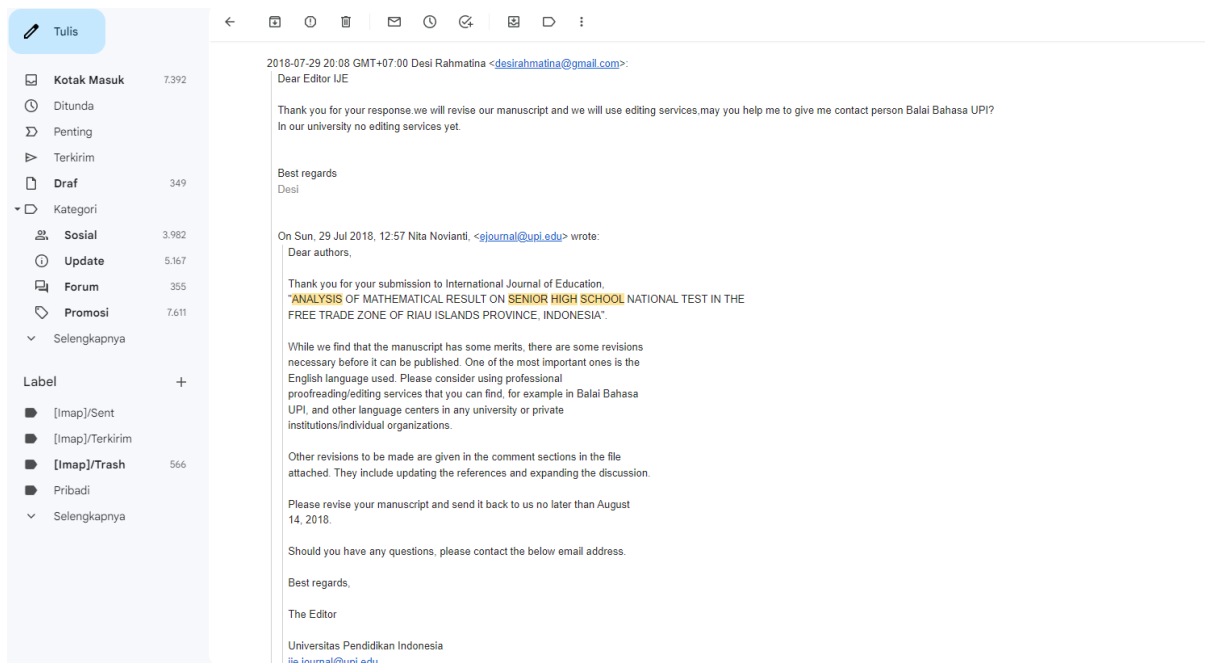 Tulis
Kotak Masuk 7.392
Ditunda
Penting
Terkirim
Draf 349
Kategori
Sosial 3.982
Update 5.167
Forum 355
Promosi 7.611
Selengkapnya
Label +
[Imap]/Sent
[Imap]/Terkirim
[Imap]/Trash 566
Pribadi
Selengkapnya
2018-07-29 20:08 GMT+07:00 Desi Rahmatina <desirahmatina@gmail.com>:
Dear Editor IJE
Thank you for your response.we will revise our manuscript and we will use editing services,may you help me to give me contact person Balai Bahasa UPI?
In our university no editing services yet.
Best regards
Desi
On Sun, 29 Jul 2018, 12:57 Nita Novianti, <ejournal@upi.edu> wrote:
Dear authors,
Thank you for your submission to International Journal of Education,
"ANALYSIS OF MATHEMATICAL RESULT ON SENIOR HIGH SCHOOL NATIONAL TEST IN THE
FREE TRADE ZONE OF RIAU ISLANDS PROVINCE, INDONESIA".
While we find that the manuscript has some merits, there are some revisions
necessary before it can be published. One of the most important ones is the
English language used. Please consider using professional
proofreading/editing services that you can find, for example in Balai Bahasa
UPI, and other language centers in any university or private
institutions/individual organizations.
Other revisions to be made are given in the comment sections in the file
attached. They include updating the references and expanding the discussion.
Please revise your manuscript and send it back to us no later than August
14, 2018.
Should you have any questions, please contact the below email address.
Best regards,
The Editor
Universitas Pendidikan Indonesia
ije.journal@upi.edu